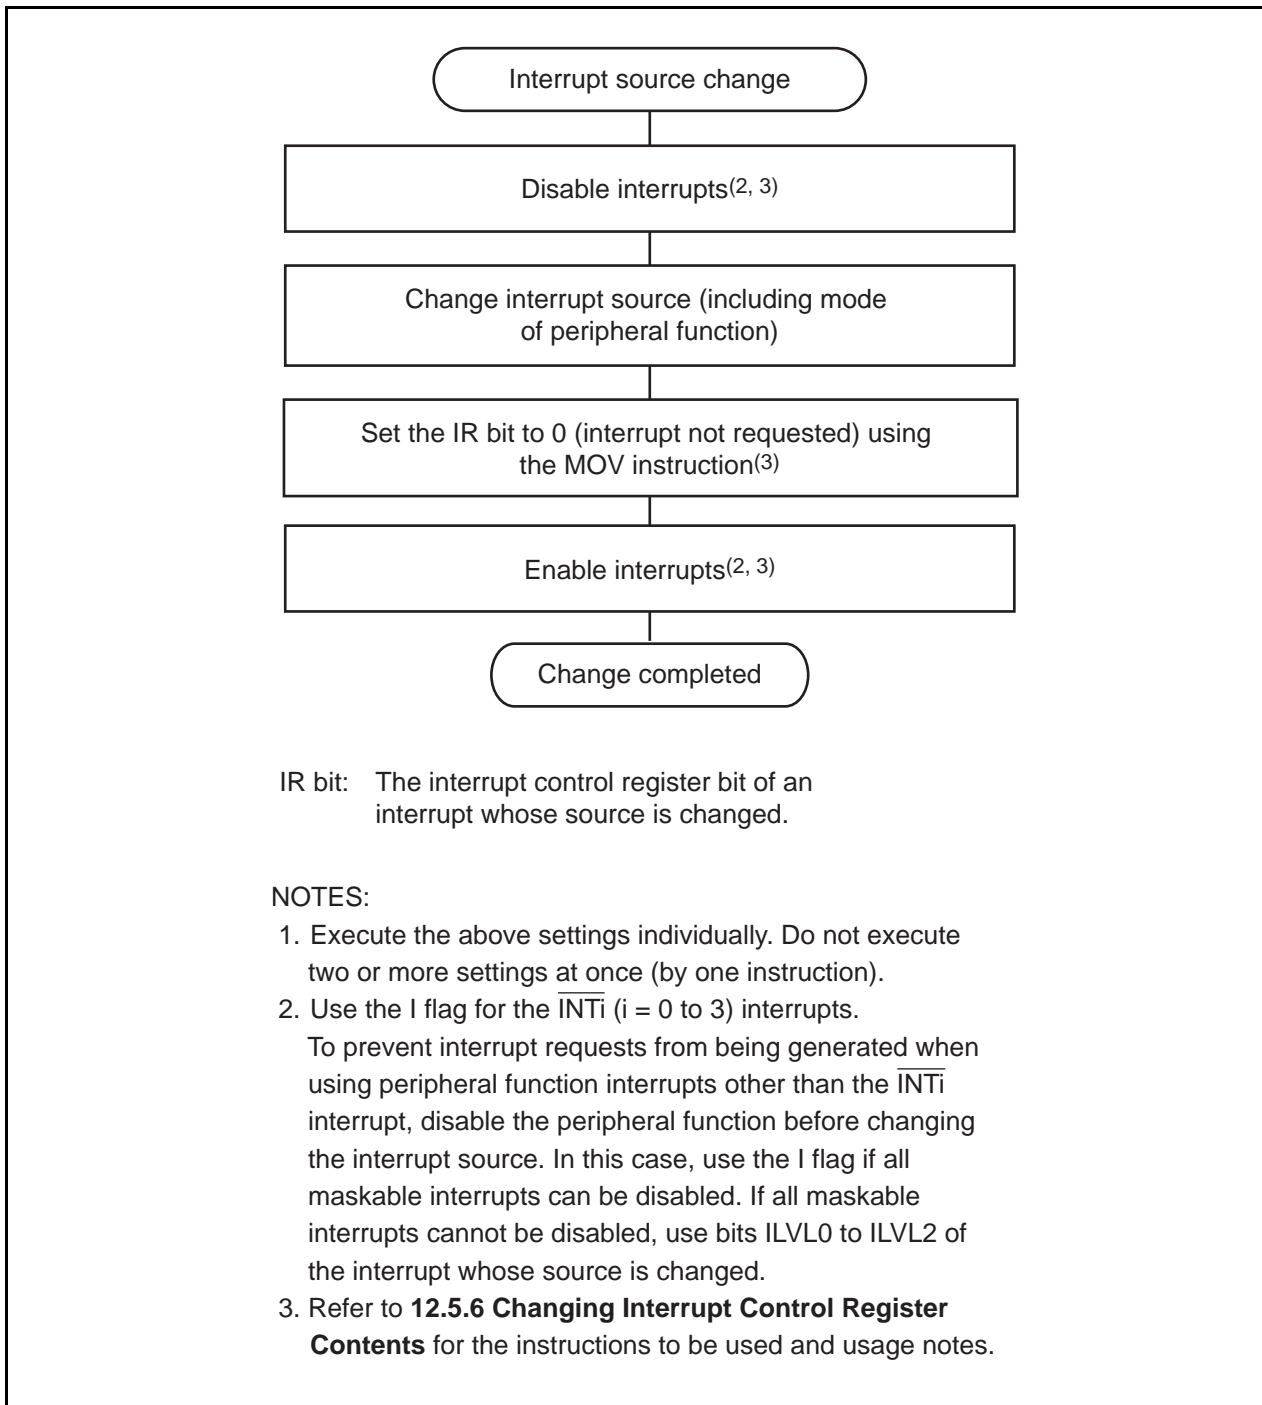 Interrupt source change
Disable interrupts(2, 3)
Change interrupt source (including mode
of peripheral function)
Set the IR bit to 0 (interrupt not requested) using
the MOV instruction(3)
Enable interrupts(2, 3)
Change completed
IR bit: The interrupt control register bit of an
interrupt whose source is changed.
NOTES:
1. Execute the above settings individually. Do not execute
two or more settings at once (by one instruction).
2. Use the I flag for the I̅N̅T̅i̅ (i = 0 to 3) interrupts.
To prevent interrupt requests from being generated when
using peripheral function interrupts other than the I̅N̅T̅i̅
interrupt, disable the peripheral function before changing
the interrupt source. In this case, use the I flag if all
maskable interrupts can be disabled. If all maskable
interrupts cannot be disabled, use bits ILVL0 to ILVL2 of
the interrupt whose source is changed.
3. Refer to 12.5.6 Changing Interrupt Control Register
Contents for the instructions to be used and usage notes.